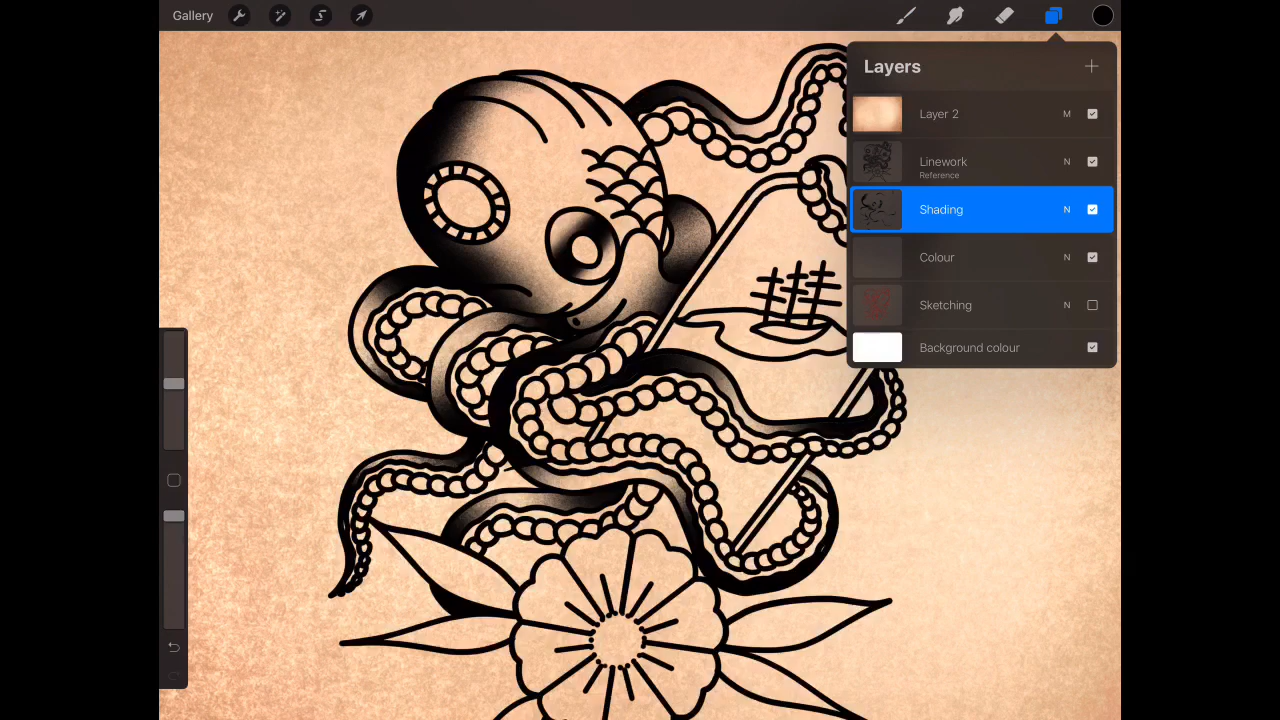 Gallery
Layers
Layer 2 M
Linework N
Reference
Shading N
Colour N
Sketching N
Background colour